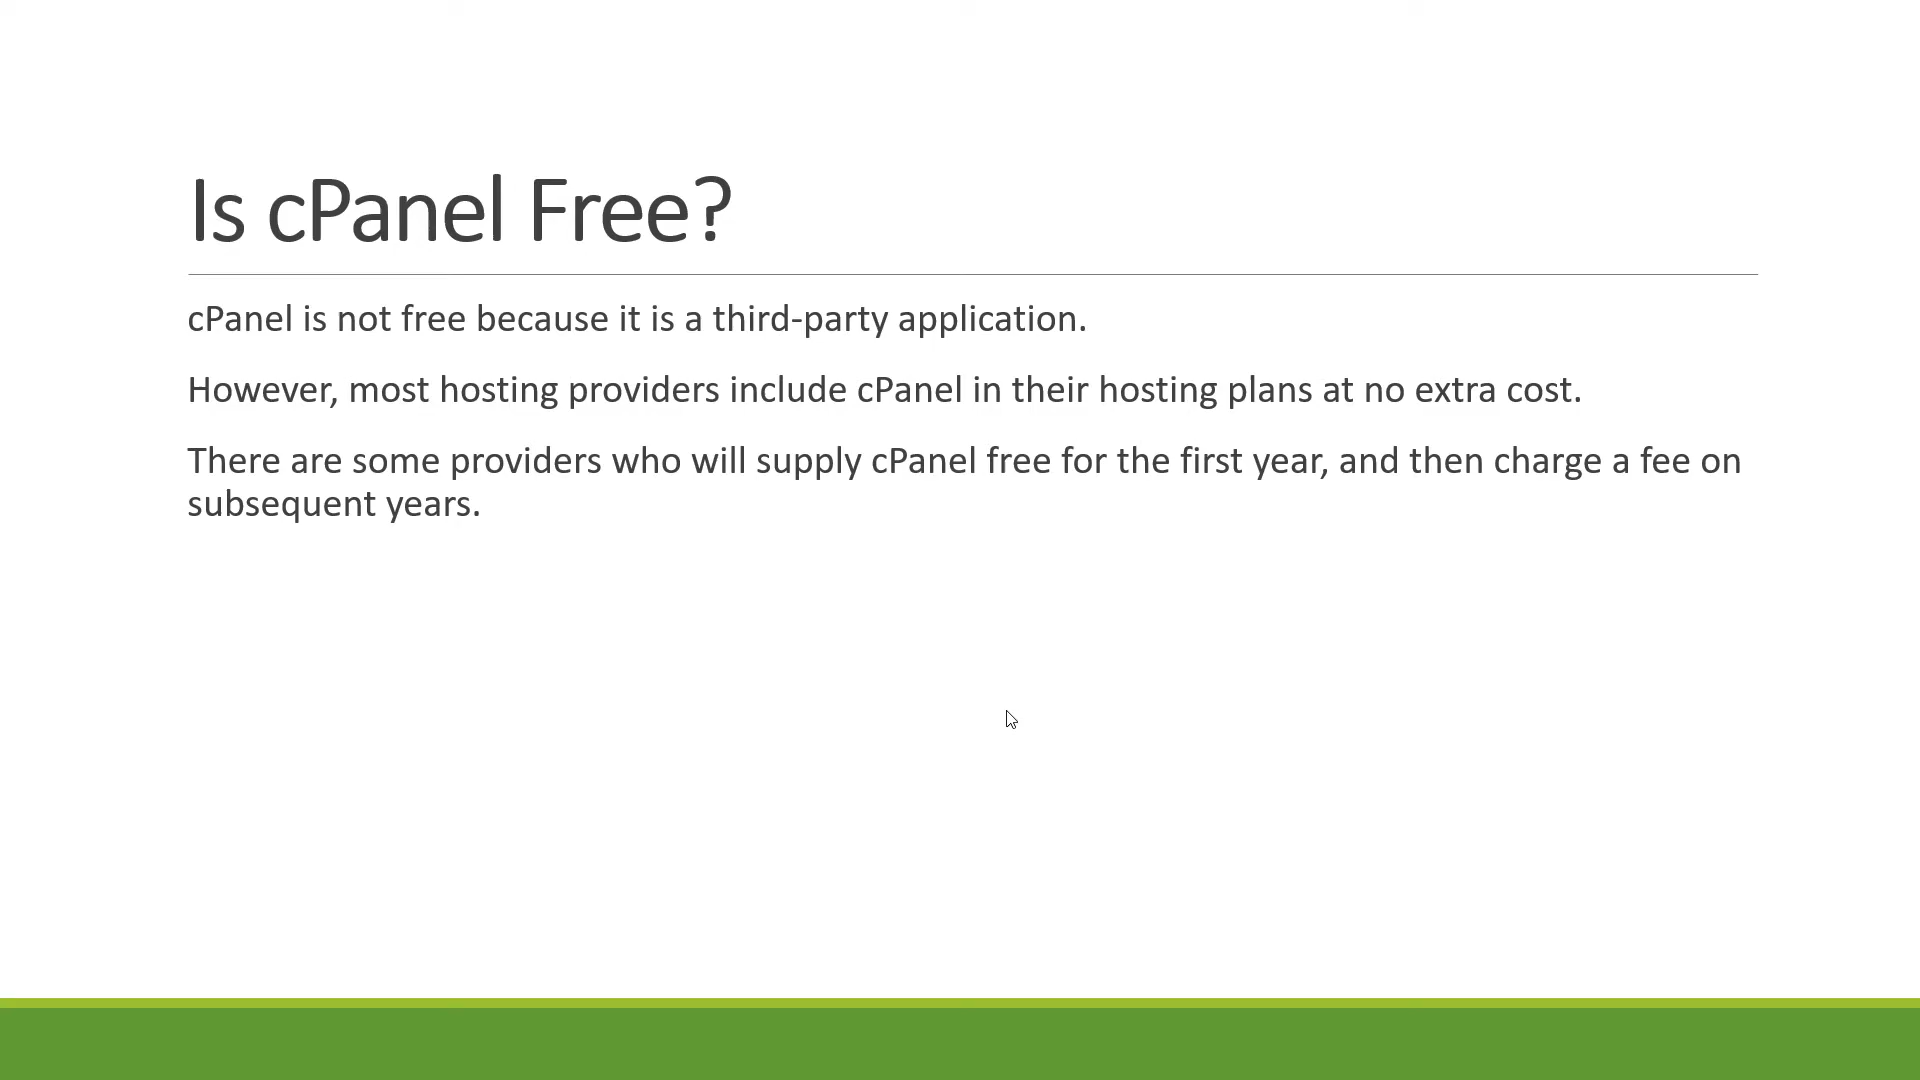 Is cPanel Free?
cPanel is not free because it is a third-party application.
However, most hosting providers include cPanel in their hosting plans at no extra cost.
There are some providers who will supply cPanel free for the first year, and then charge a fee on
subsequent years.